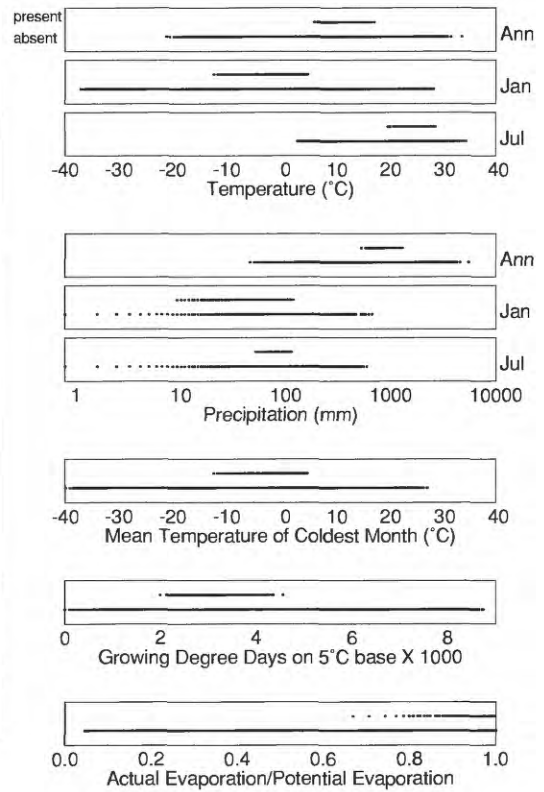 present
absent
Ann
Jan
Jul
-40 -30 -20 -10 0 10 20 30 40
Temperature (°C)
Ann
Jan
Jul
1 10 100 1000 10000
Precipitation (mm)
-40 -30 -20 -10 0 10 20 30 40
Mean Temperature of Coldest Month (°C)
0 2 4 6 8
Growing Degree Days on 5°C base X 1000
0.0 0.2 0.4 0.6 0.8 1.0
Actual Evaporation/Potential Evaporation